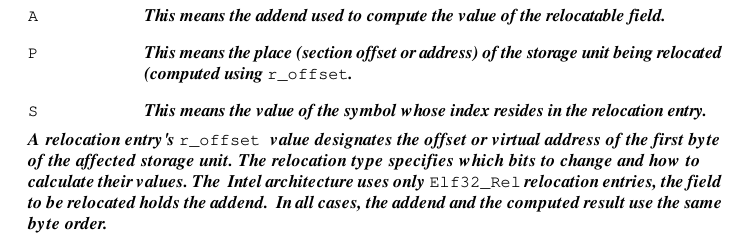 A This means the addend used to compute the value of the relocatable field.
P This means the place (section offset or address) of the storage unit being relocated
(computed using r_offset.
S This means the value of the symbol whose index resides in the relocation entry.
A relocation entry's r_offset value designates the offset or virtual address of the first byte
of the affected storage unit. The relocation type specifies which bits to change and how to
calculate their values. The Intel architecture uses only Elf32_Rel relocation entries, the field
to be relocated holds the addend. In all cases, the addend and the computed result use the same
byte order.